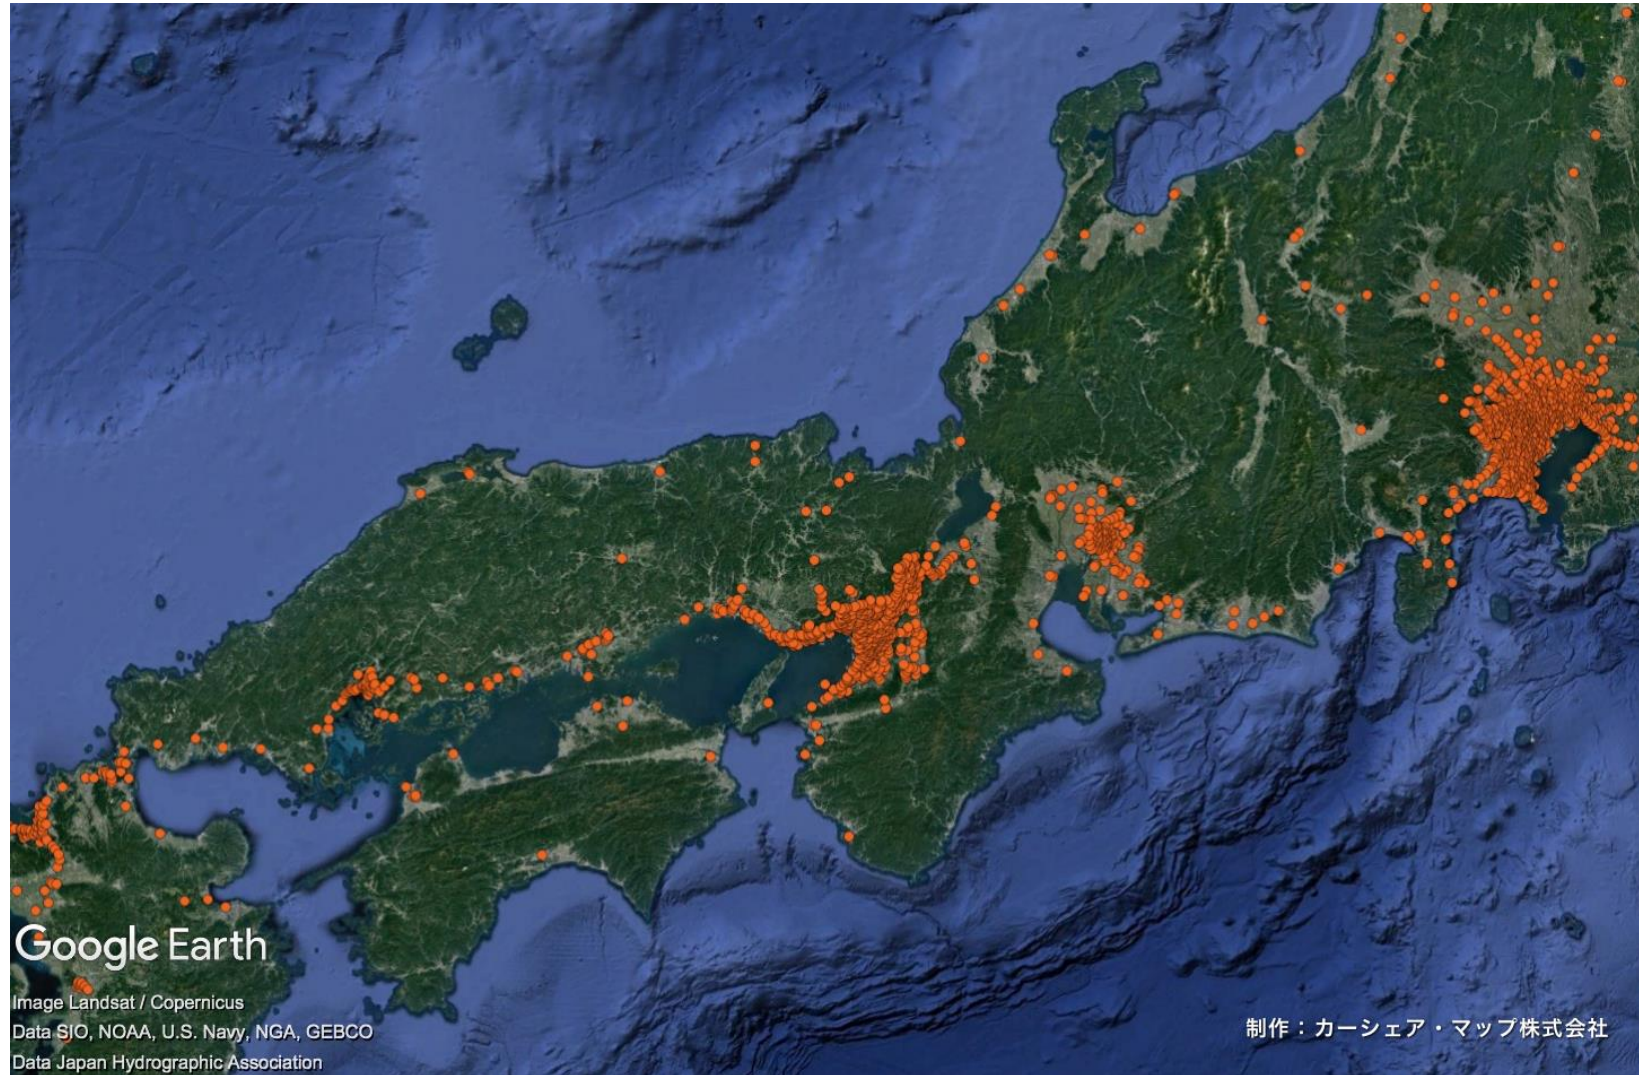 Google Earth
Image Landsat / Copernicus
Data SIO, NOAA, U.S. Navy, NGA, GEBCO
Data Japan Hydrographic Association
制作：カーシェア・マップ株式会社